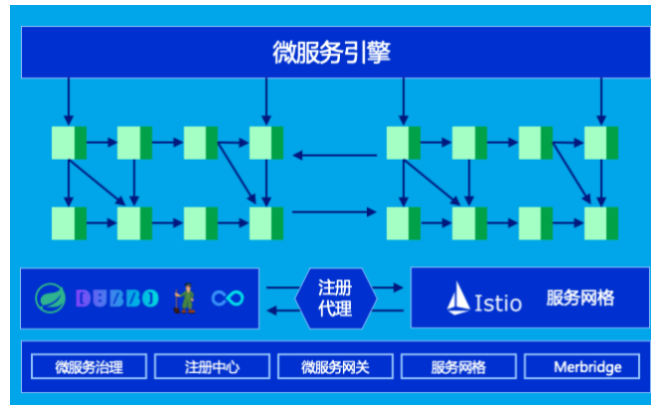 微服务引擎
DUBBO
注册
代理
Istio
服务网格
微服务治理
注册中心
微服务网关
服务网格
Merbridge